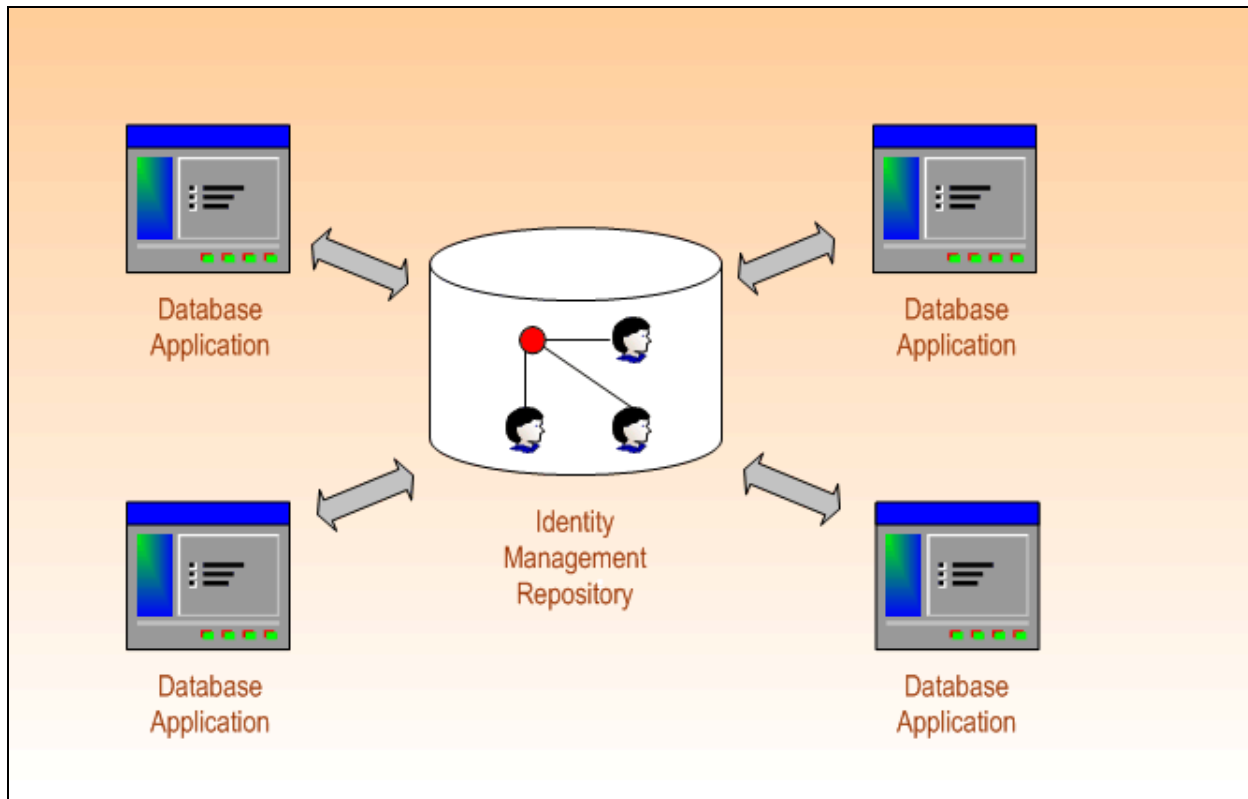 Database
Application
Database
Application
Identity
Management
Repository
Database
Application
Database
Application